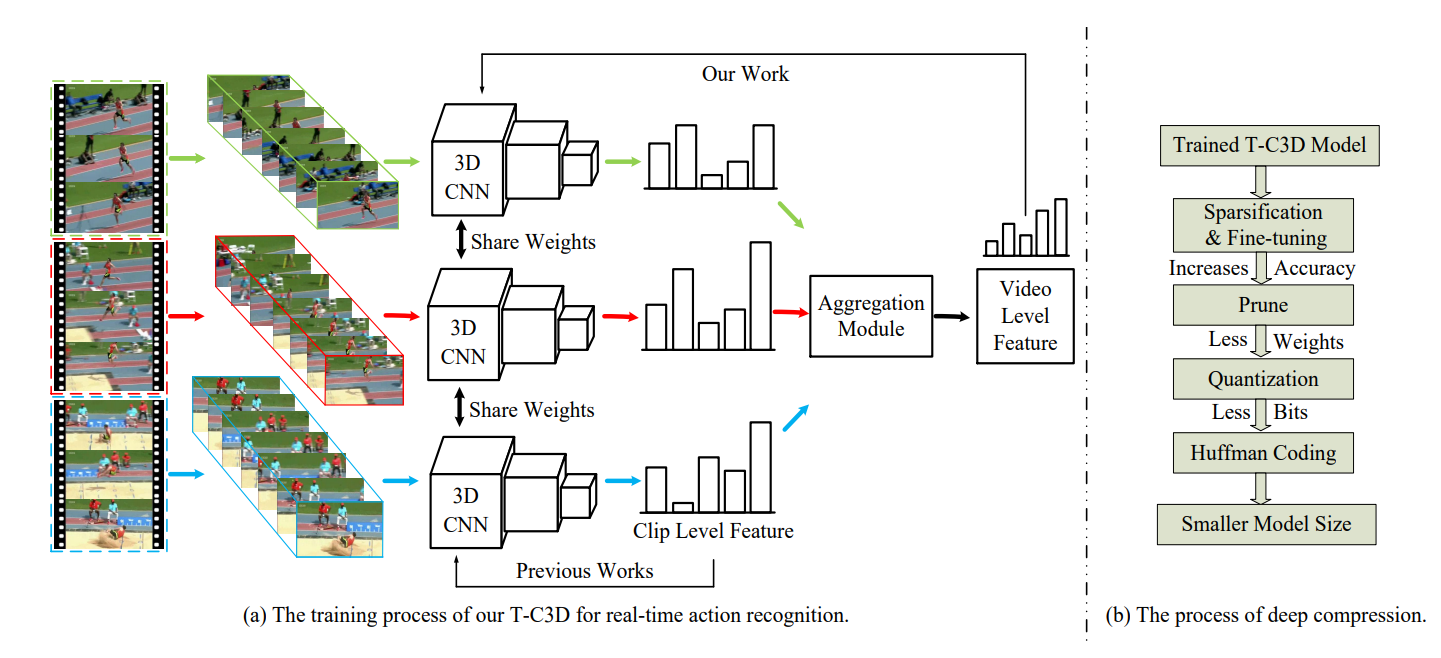 Our Work
3D
CNN
Share Weights
3D
CNN
Share Weights
3D
CNN
Clip Level Feature
Previous Works
Aggregation
Module
Video
Level
Feature
(a) The training process of our T-C3D for real-time action recognition.
Trained T-C3D Model
Sparsification
& Fine-tuning
Increases Accuracy
Prune
Less Weights
Quantization
Less Bits
Huffman Coding
Smaller Model Size
(b) The process of deep compression.